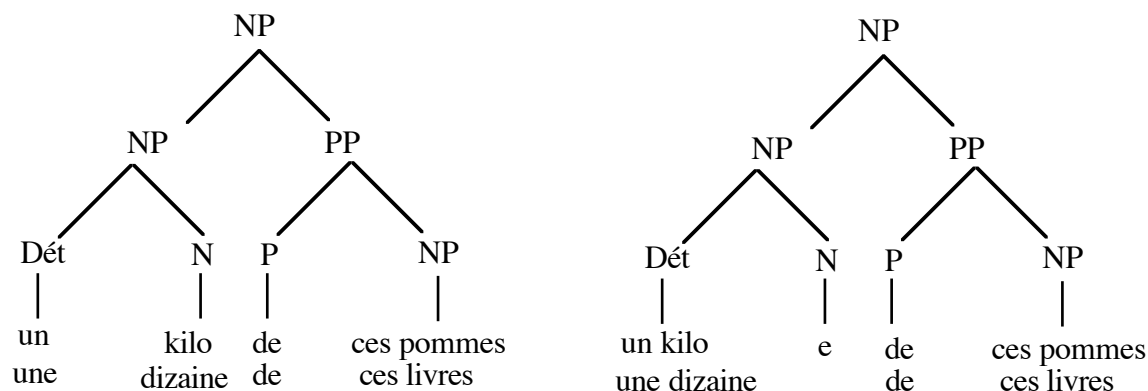 NP NP
NP PP NP PP
Dét N P NP Dét N P NP
un kilo de ces pommes un kilo e de ces pommes
une dizaine de ces livres une dizaine de ces livres